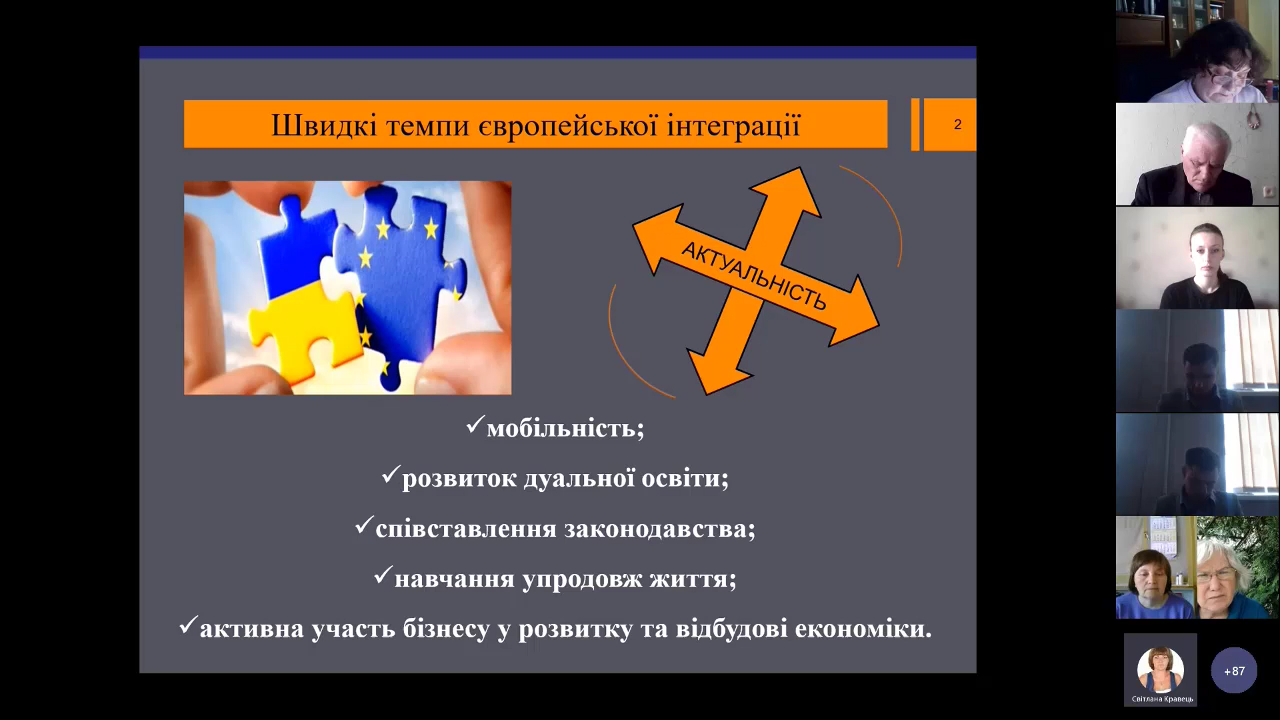 Швидкі темпи європейської інтеграції
2
АКТУАЛЬНІСТЬ
✓мобільність;
✓розвиток дуальної освіти;
✓співставлення законодавства;
✓навчання упродовж життя;
✓активна участь бізнесу у розвитку та відбудові економіки.
Світлана Кравець
+87